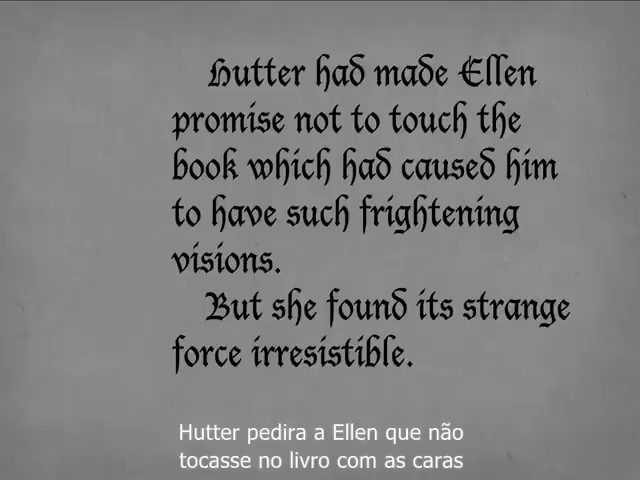 Hutter had made Ellen
promise not to touch the
book which had caused him
to have such frightening
visions.
But she found its strange
force irresistible.
Hutter pedira a Ellen que não
tocasse no livro com as caras